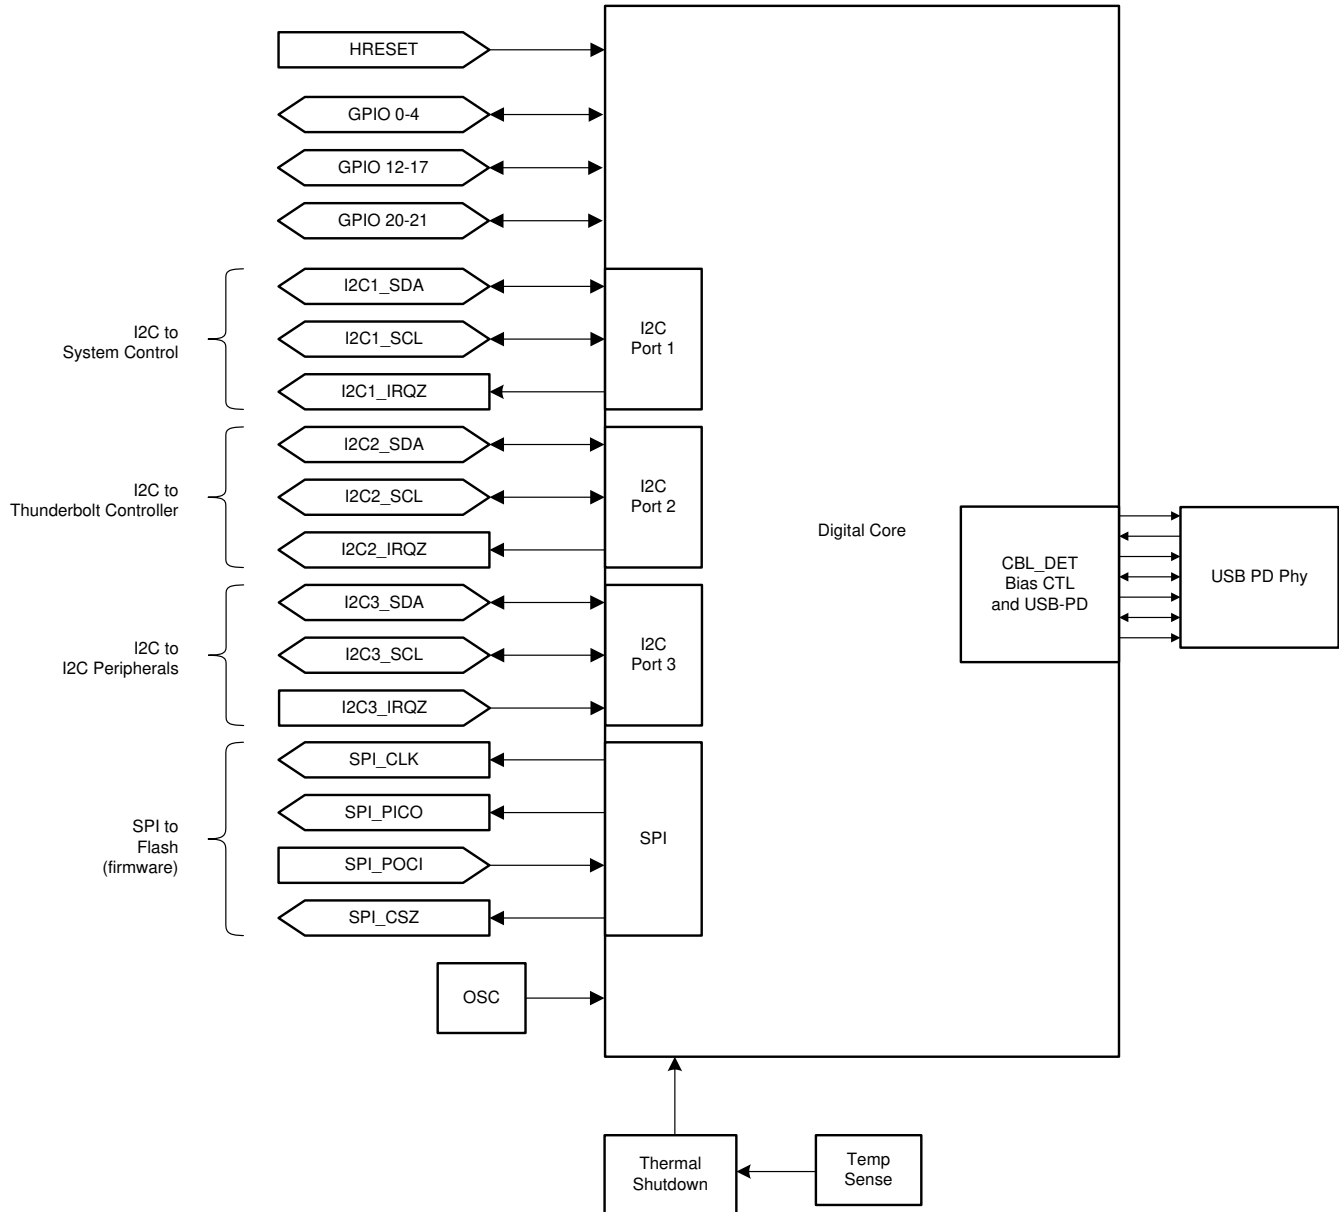 HRESET
GPIO 0-4
GPIO 12-17
GPIO 20-21
I2C to
System Control
I2C1_SDA
I2C1_SCL
I2C1_IRQZ
I2C
Port 1
I2C to
Thunderbolt Controller
I2C2_SDA
I2C2_SCL
I2C2_IRQZ
I2C
Port 2
I2C to
I2C Peripherals
I2C3_SDA
I2C3_SCL
I2C3_IRQZ
I2C
Port 3
SPI to
Flash
(firmware)
SPI_CLK
SPI_PICO
SPI_POCI
SPI_CSZ
SPI
OSC
Digital Core
CBL_DET
Bias CTL
and USB-PD
USB PD Phy
Thermal
Shutdown
Temp
Sense